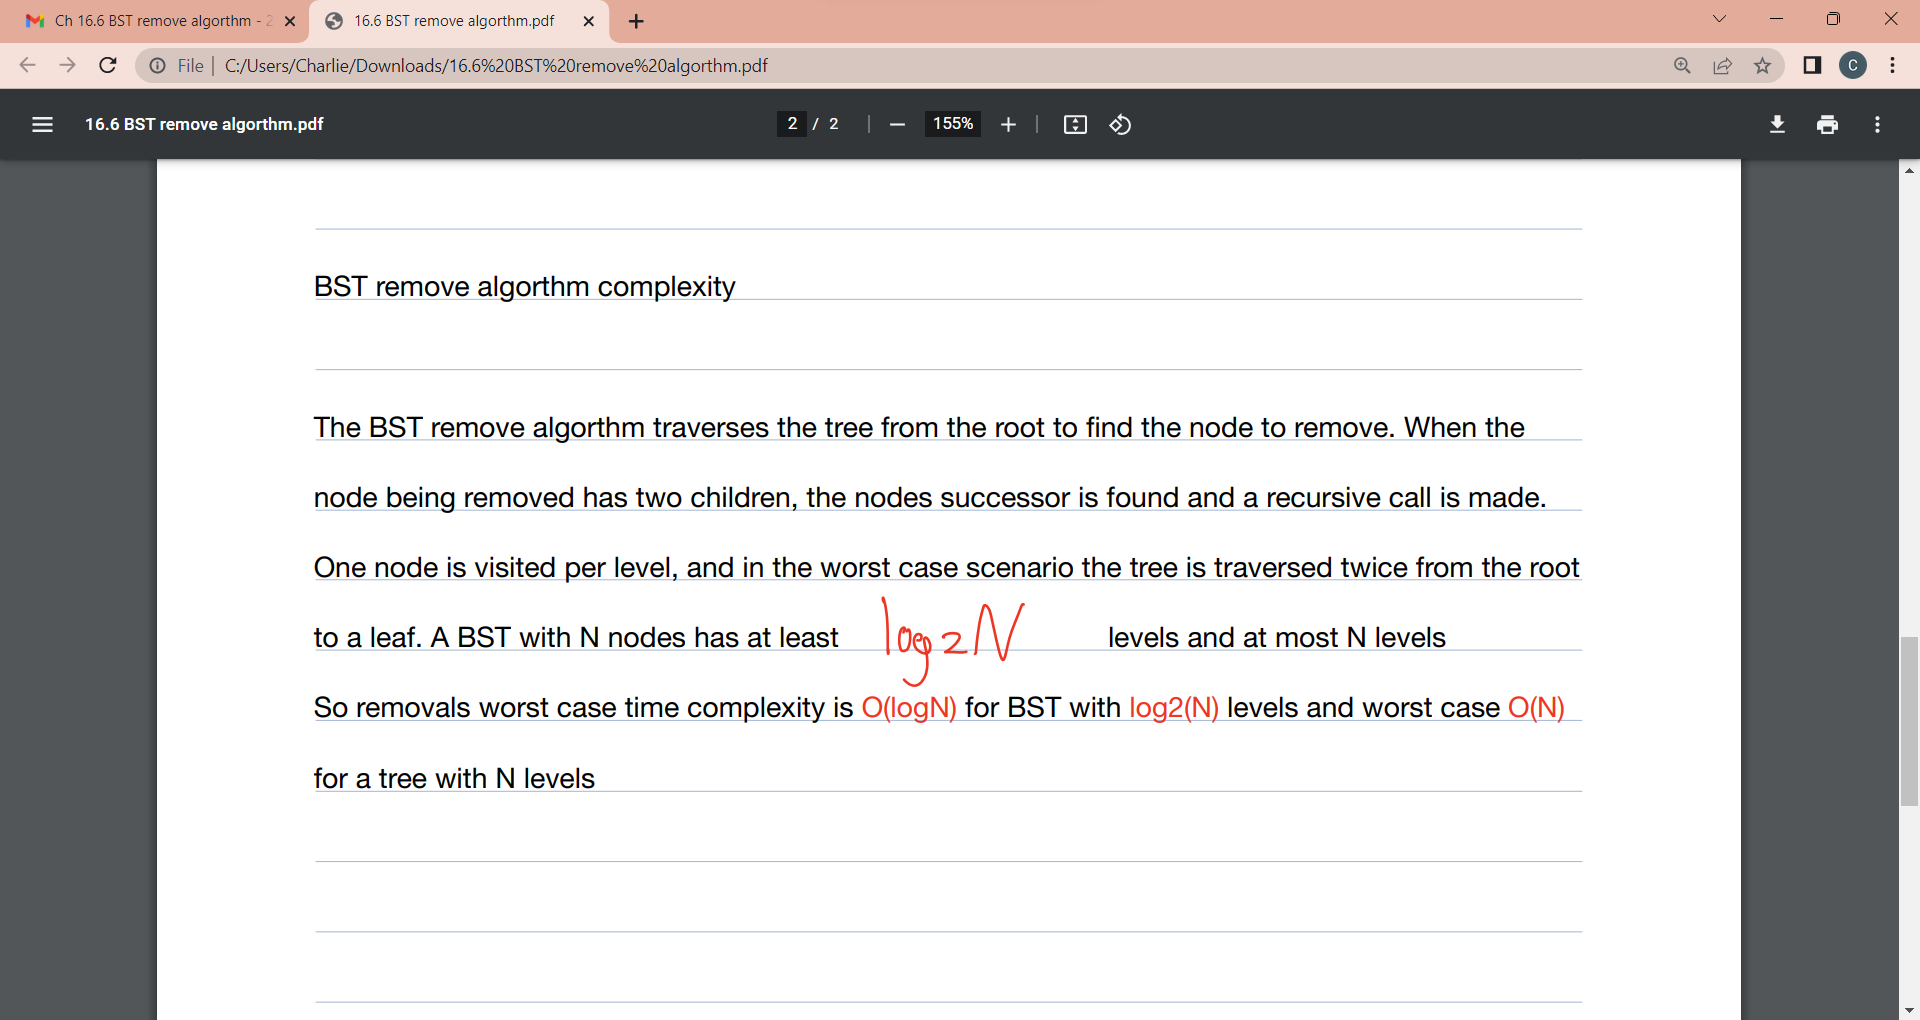 Ch 16.6 BST remove algorthm - 2
16.6 BST remove algorthm.pdf
File | C:/Users/Charlie/Downloads/16.6%20BST%20remove%20algorthm.pdf
C
16.6 BST remove algorthm.pdf
2 / 2
155%
BST remove algorthm complexity
The BST remove algorthm traverses the tree from the root to find the node to remove. When the
node being removed has two children, the nodes successor is found and a recursive call is made.
One node is visited per level, and in the worst case scenario the tree is traversed twice from the root
to a leaf. A BST with N nodes has at least log2N levels and at most N levels
So removals worst case time complexity is O(logN) for BST with log2(N) levels and worst case O(N)
for a tree with N levels